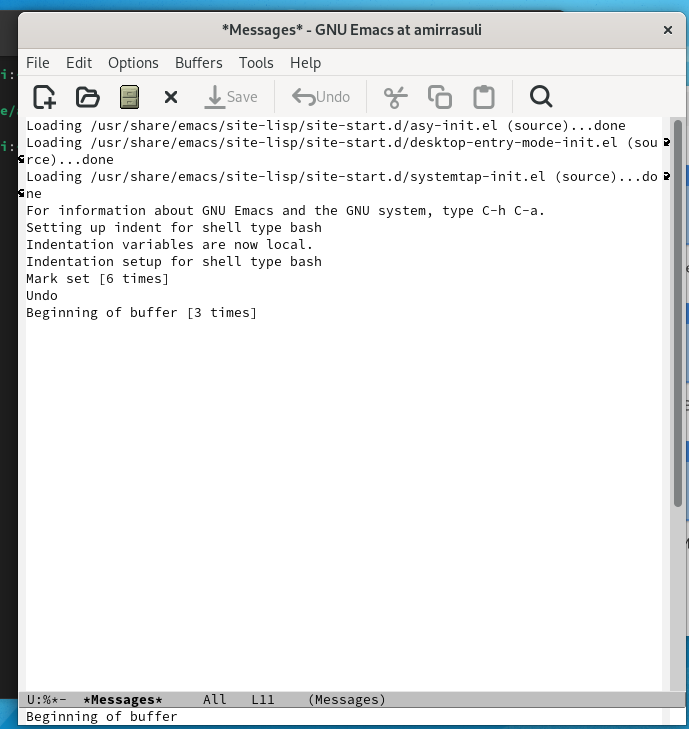 *Messages* - GNU Emacs at amirrasuli
File Edit Options Buffers Tools Help
Save Undo
Loading /usr/share/emacs/site-lisp/site-start.d/asy-init.el (source)...done
Loading /usr/share/emacs/site-lisp/site-start.d/desktop-entry-mode-init.el (sou
rce)...done
Loading /usr/share/emacs/site-lisp/site-start.d/systemtap-init.el (source)...do
ne
For information about GNU Emacs and the GNU system, type C-h C-a.
Setting up indent for shell type bash
Indentation variables are now local.
Indentation setup for shell type bash
Mark set [6 times]
Undo
Beginning of buffer [3 times]
U:%*- *Messages* All L11 (Messages)
Beginning of buffer